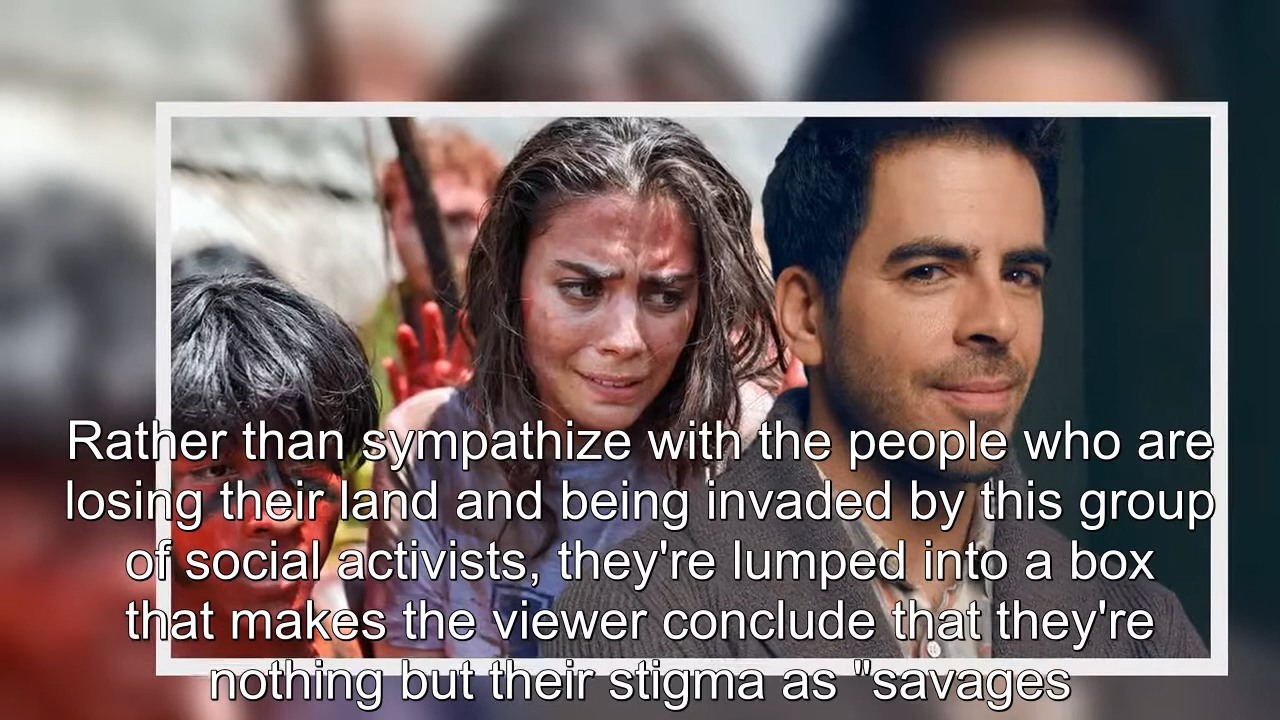 Rather than sympathize with the people who are
losing their land and being invaded by this group
of social activists, they're lumped into a box
that makes the viewer conclude that they're
nothing but their stigma as "savages